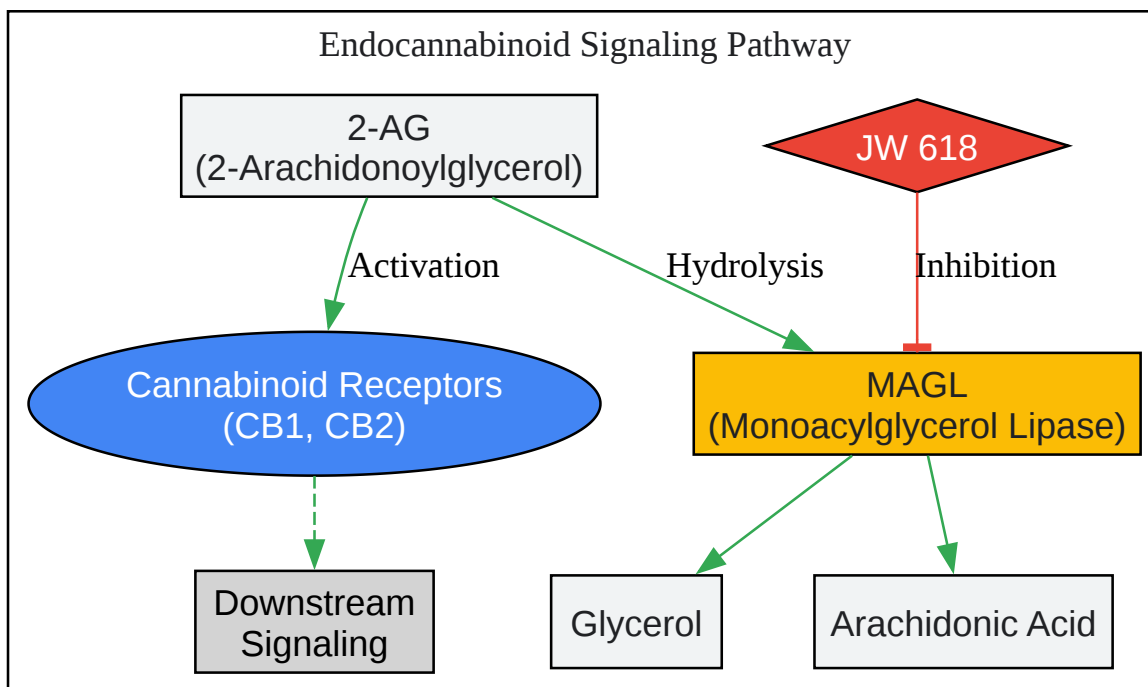 Endocannabinoid Signaling Pathway
2-AG
(2-Arachidonoylglycerol)
JW 618
Activation
Hydrolysis
Inhibition
Cannabinoid Receptors
(CB1, CB2)
MAGL
(Monoacylglycerol Lipase)
Downstream
Signaling
Glycerol
Arachidonic Acid